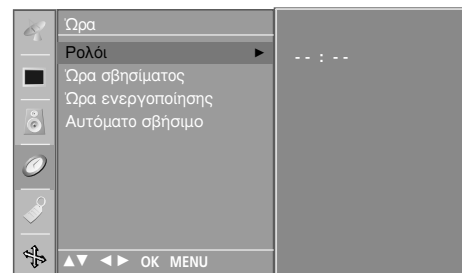 Ώρα
Ρολόι ►
-- : --
Ώρα σβησίματος
Ώρα ενεργοποίησης
Αυτόματο σβήσιμο
▲▼ ◄► OK MENU